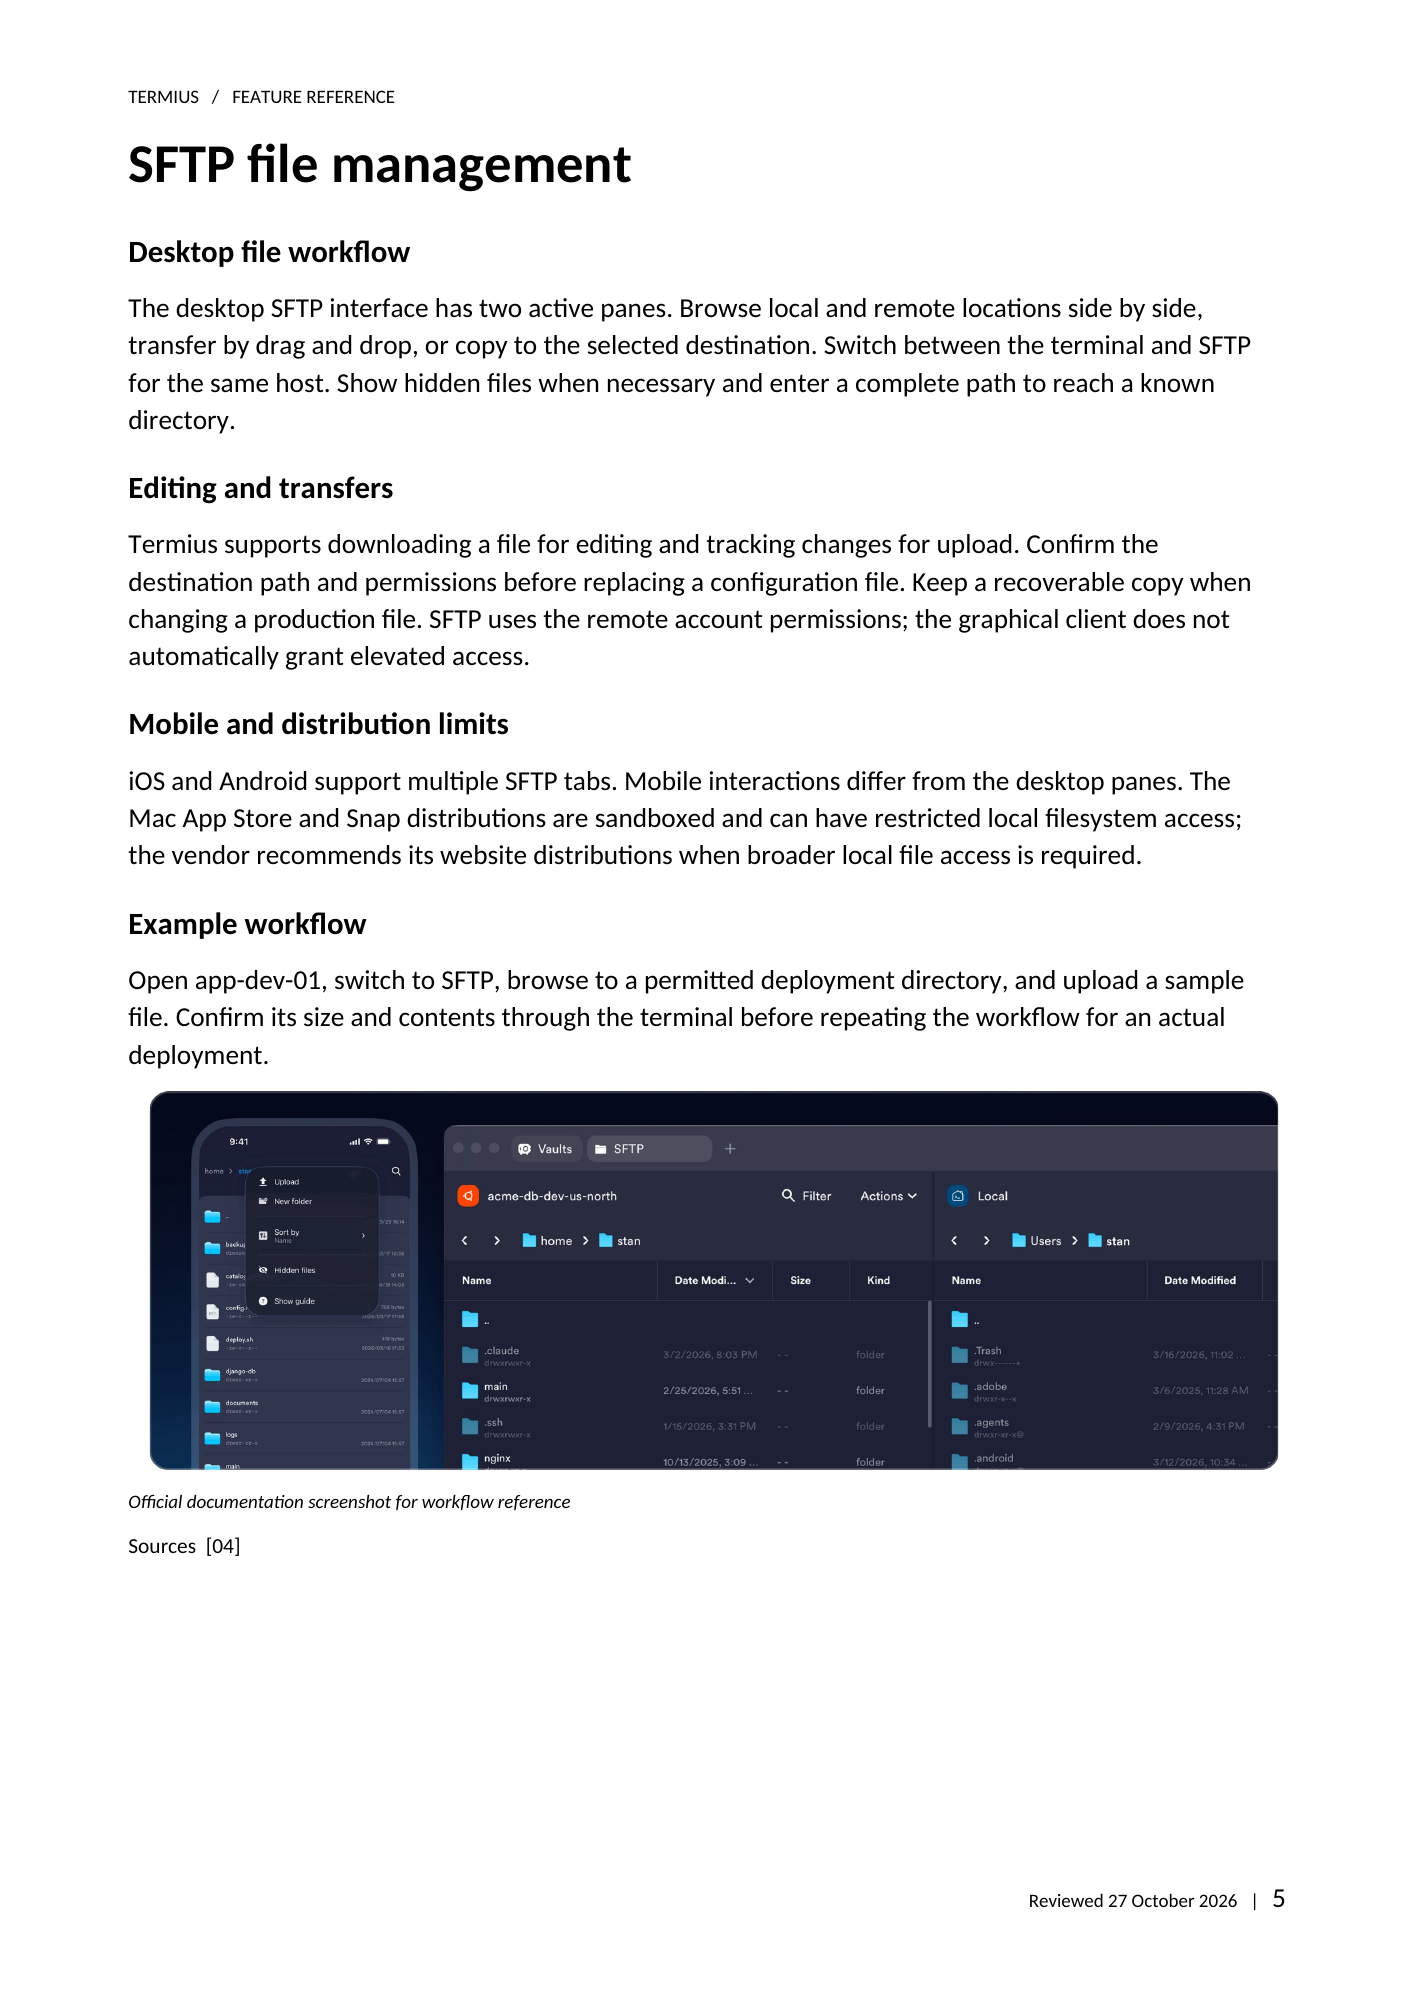 TERMIUS / FEATURE REFERENCE
SFTP file management
Desktop file workflow
The desktop SFTP interface has two active panes. Browse local and remote locations side by side,
transfer by drag and drop, or copy to the selected destination. Switch between the terminal and SFTP
for the same host. Show hidden files when necessary and enter a complete path to reach a known
directory.
Editing and transfers
Termius supports downloading a file for editing and tracking changes for upload. Confirm the
destination path and permissions before replacing a configuration file. Keep a recoverable copy when
changing a production file. SFTP uses the remote account permissions; the graphical client does not
automatically grant elevated access.
Mobile and distribution limits
iOS and Android support multiple SFTP tabs. Mobile interactions differ from the desktop panes. The
Mac App Store and Snap distributions are sandboxed and can have restricted local filesystem access;
the vendor recommends its website distributions when broader local file access is required.
Example workflow
Open app-dev-01, switch to SFTP, browse to a permitted deployment directory, and upload a sample
file. Confirm its size and contents through the terminal before repeating the workflow for an actual
deployment.
9:41
home >
Upload
New folder
Sort by
Name
Hidden files
Show guide
deploy.sh
django-db
documents
logs
main
Vaults SFTP +
acme-db-dev-us-north Filter Actions Local
< > home > stan < > Users > stan
Name Date Modi... Size Kind Name Date Modified
.. ..
.claude 3/2/2026, 8:03 PM -- folder .Trash 3/16/2026, 11:02 ... --
drwxrwxr-x drwx------+
main 2/25/2026, 5:51 ... -- folder .adobe 3/6/2025, 11:28 AM --
drwxrwxr-x drwxr-x--x
.ssh 1/15/2026, 3:31 PM -- folder .agents 2/9/2026, 4:31 PM --
drwxrwxr-x drwxr-xr-x@
nginx 10/13/2025, 3:09 ... -- folder .android 3/12/2026, 10:34 ... --
Official documentation screenshot for workflow reference
Sources [04]
Reviewed 27 October 2026 | 5